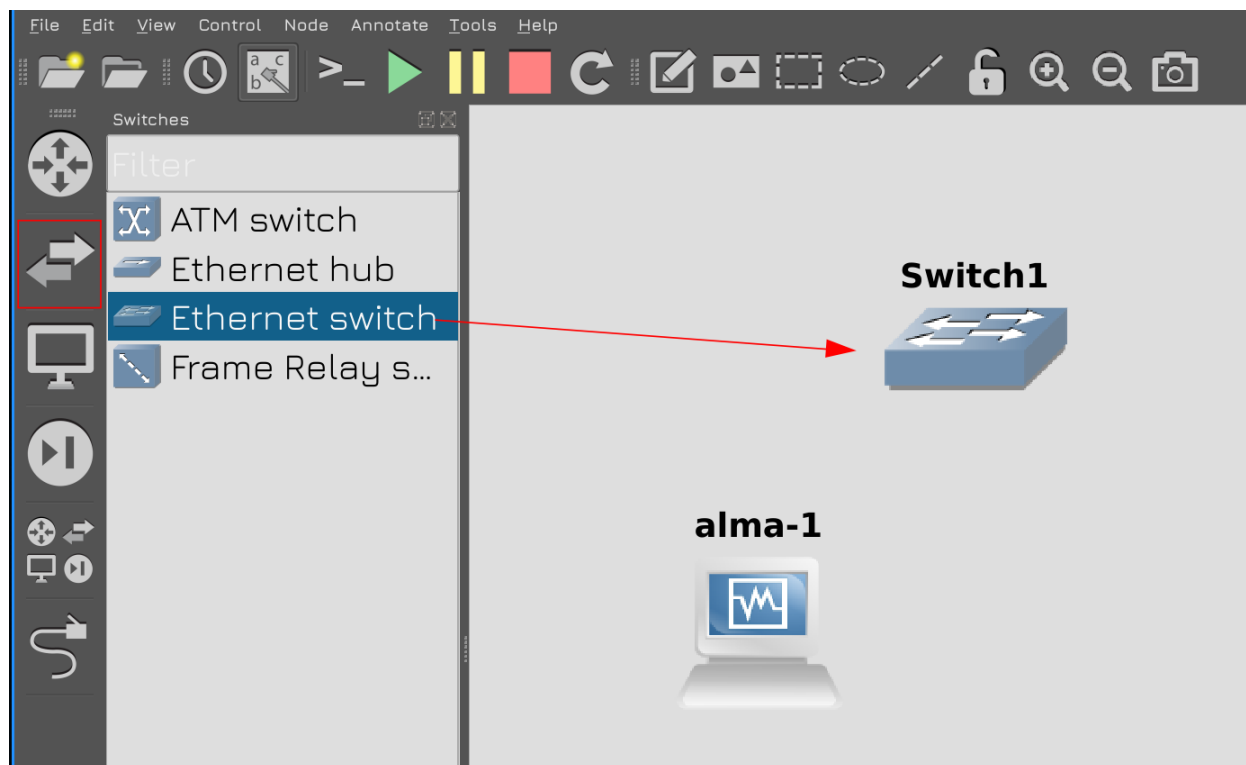 File Edit View Control Node Annotate Tools Help
a c
b
>_
Switches
Filter
ATM switch
Ethernet hub
Ethernet switch
Frame Relay s...
Switch1
alma-1